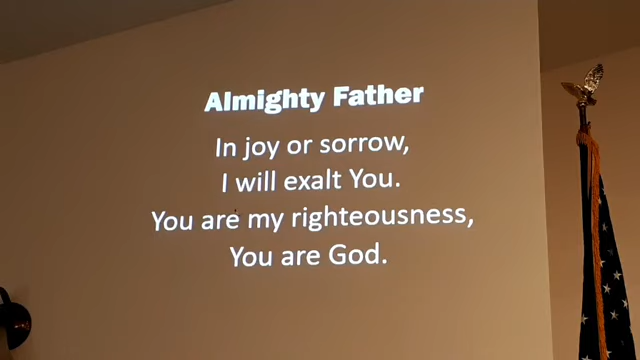 Almighty Father
In joy or sorrow,
I will exalt You.
You are my righteousness,
You are God.